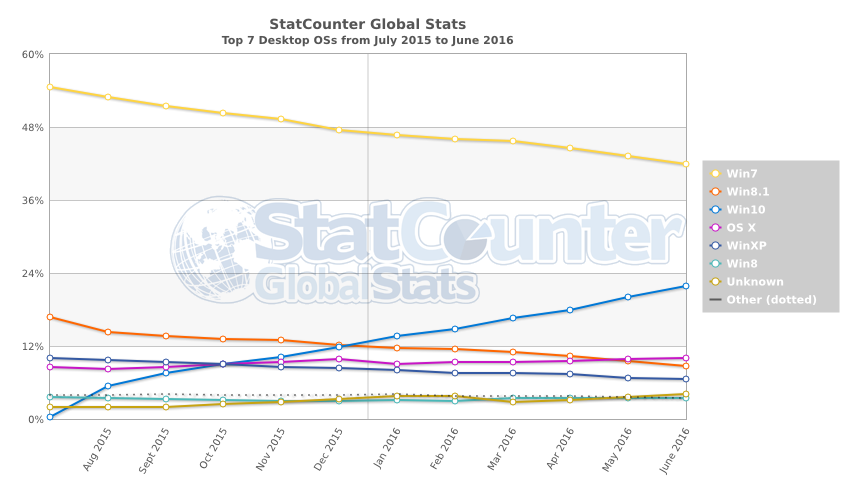 StatCounter Global Stats
Top 7 Desktop OSs from July 2015 to June 2016
60%
48%
36%
24%
12%
0%
StatCounter
GlobalStats
Win7
Win8.1
Win10
OS X
WinXP
Win8
Unknown
Other (dotted)
Aug 2015
Sept 2015
Oct 2015
Nov 2015
Dec 2015
Jan 2016
Feb 2016
Mar 2016
Apr 2016
May 2016
June 2016